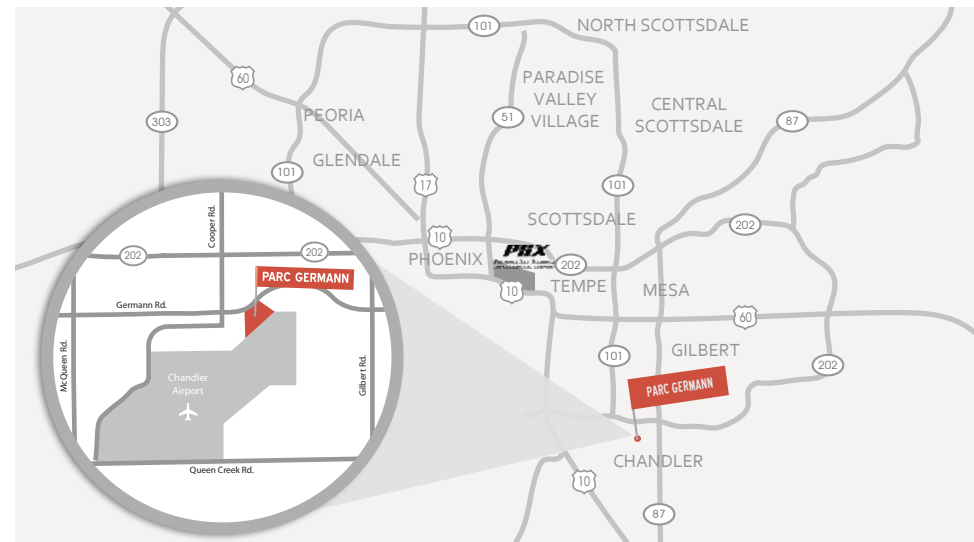 101
NORTH SCOTTSDALE
60
PARADISE
VALLEY
VILLAGE
CENTRAL
SCOTTSDALE
303
PEORIA
51
87
GLENDALE
101
17
101
SCOTTSDALE
10
PHOENIX
PHX
202
202
10
TEMPE
MESA
60
101
GILBERT
202
PARC GERMANN
CHANDLER
10
87
Cooper Rd.
202
202
PARC GERMANN
Germann Rd.
McQueen Rd.
Chandler
Airport
Gilbert Rd.
Queen Creek Rd.